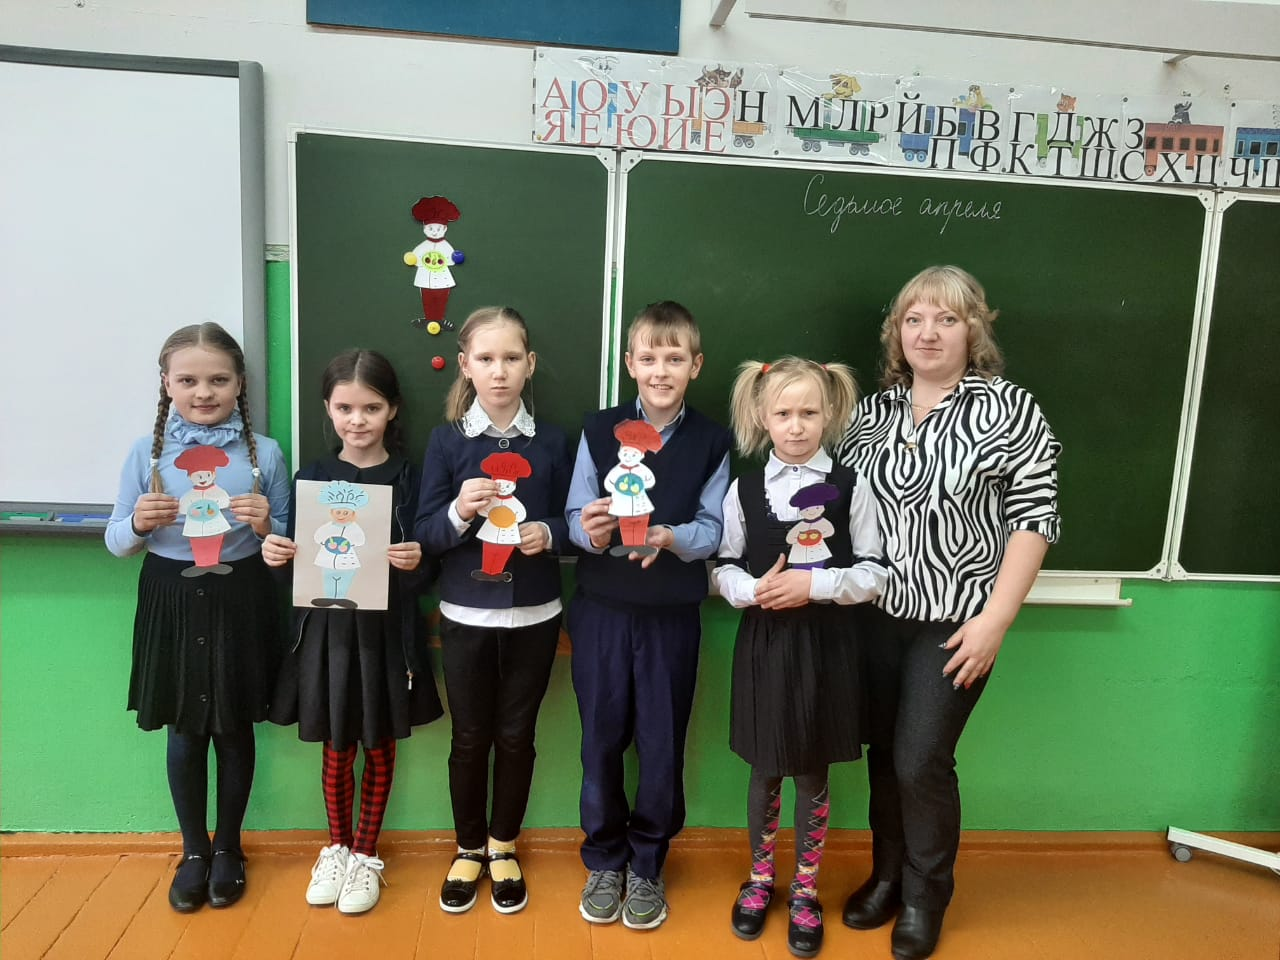 А О У Ы Э Н М Л Р Й Б В Г Д Ж З
Я Е Ю И Е П Ф К Т Ш С Х Ц Ч Щ
Седьмое апреля